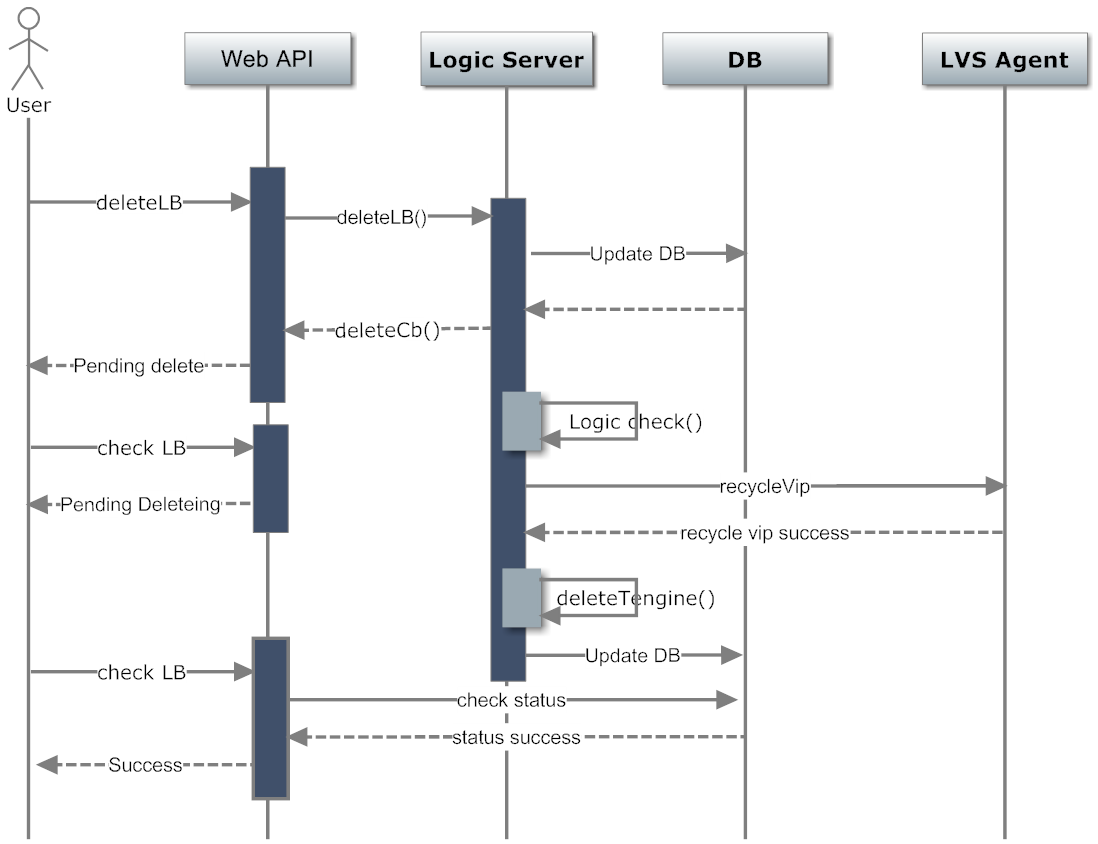 User
Web API
Logic Server
DB
LVS Agent
deleteLB
deleteLB()
Update DB
deleteCb()
Pending delete
Logic check()
check LB
recycleVip
Pending Deleteing
recycle vip success
deleteTengine()
Update DB
check LB
check status
status success
Success